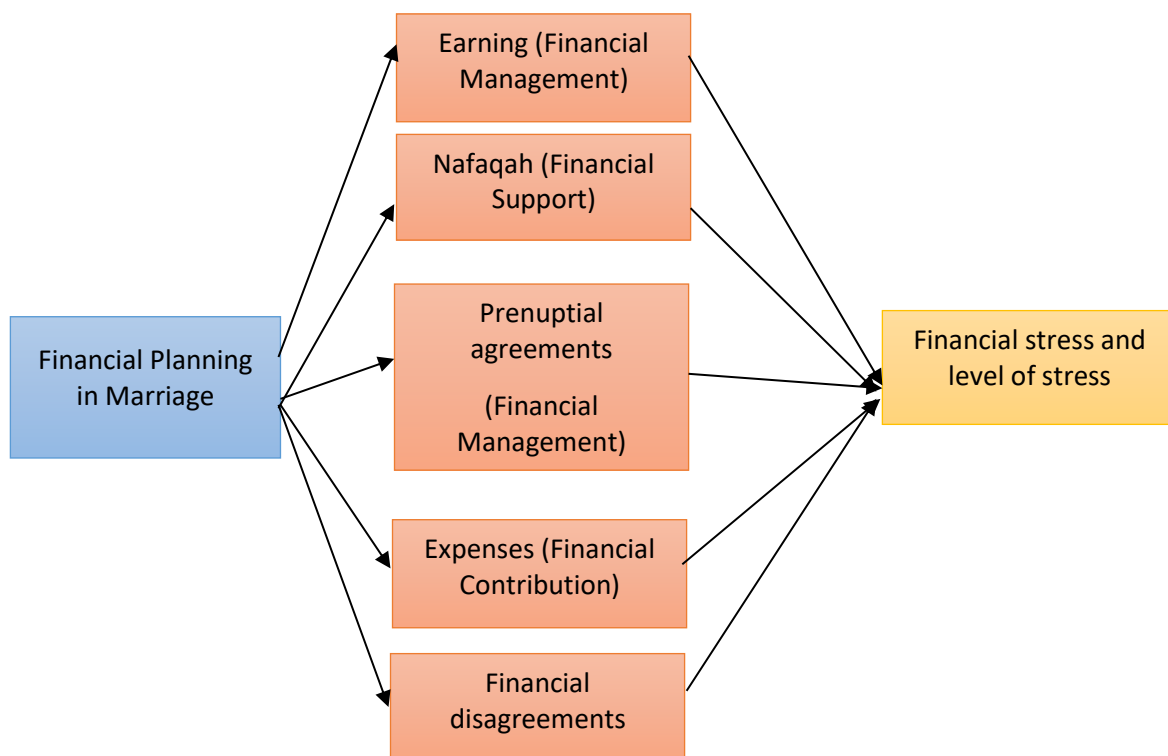 Earning (Financial
Management)
Nafaqah (Financial
Support)
Financial Planning
in Marriage
Prenuptial
agreements
(Financial
Management)
Financial stress and
level of stress
Expenses (Financial
Contribution)
Financial
disagreements